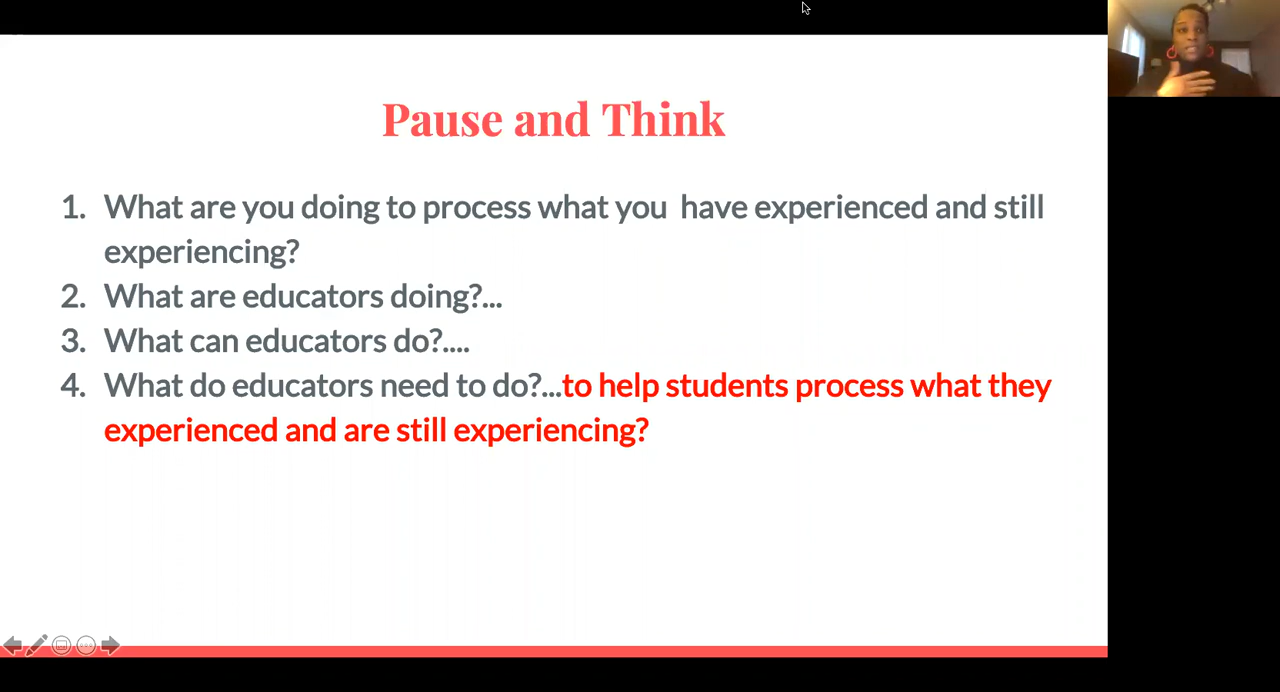 Pause and Think
1. What are you doing to process what you have experienced and still
experiencing?
2. What are educators doing?...
3. What can educators do?....
4. What do educators need to do?...to help students process what they
experienced and are still experiencing?